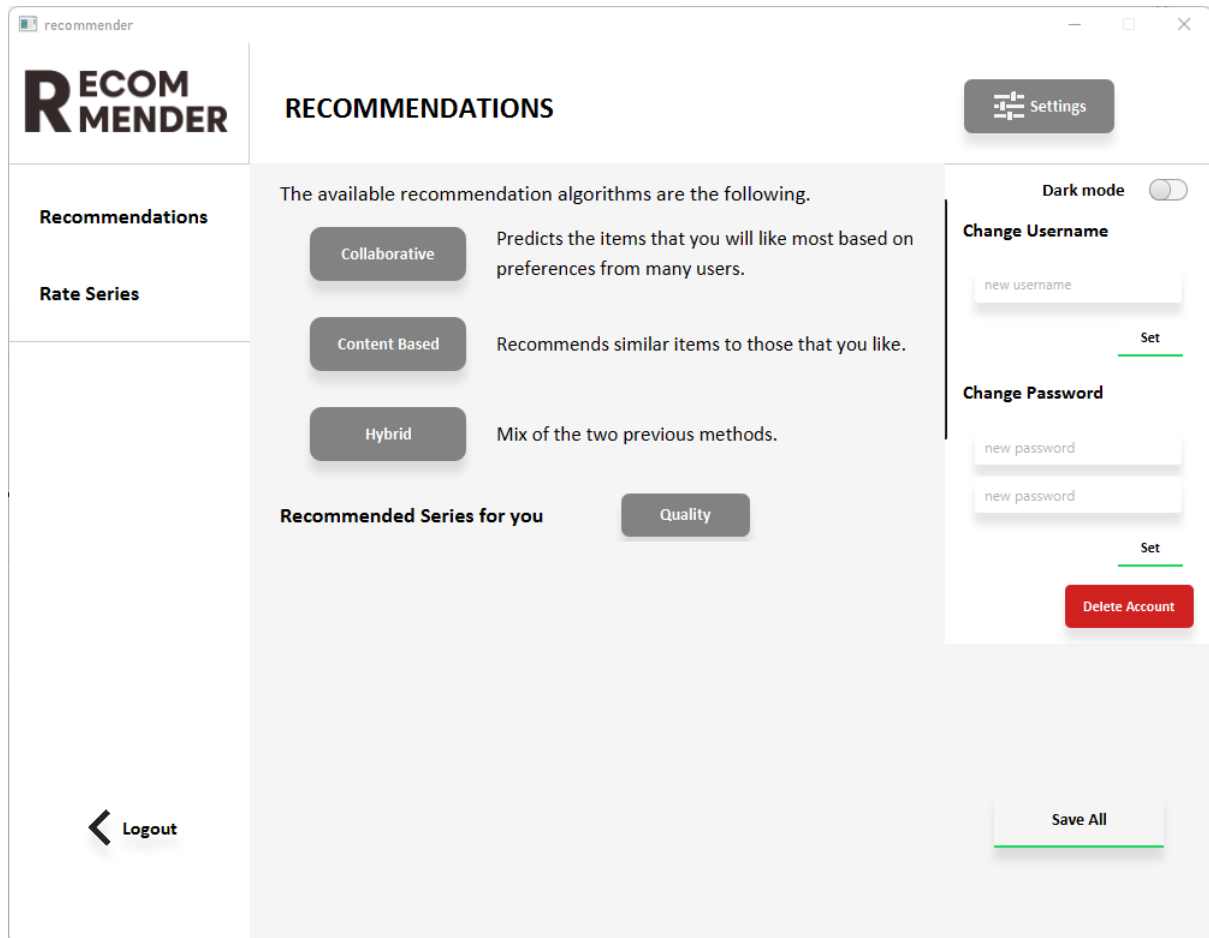 recommender
RECOM
MENDER
RECOMMENDATIONS
Settings
Recommendations
Rate Series
Logout
The available recommendation algorithms are the following.
Collaborative
Predicts the items that you will like most based on
preferences from many users.
Content Based
Recommends similar items to those that you like.
Hybrid
Mix of the two previous methods.
Recommended Series for you
Quality
Dark mode
Change Username
new username
Set
Change Password
new password
new password
Set
Delete Account
Save All